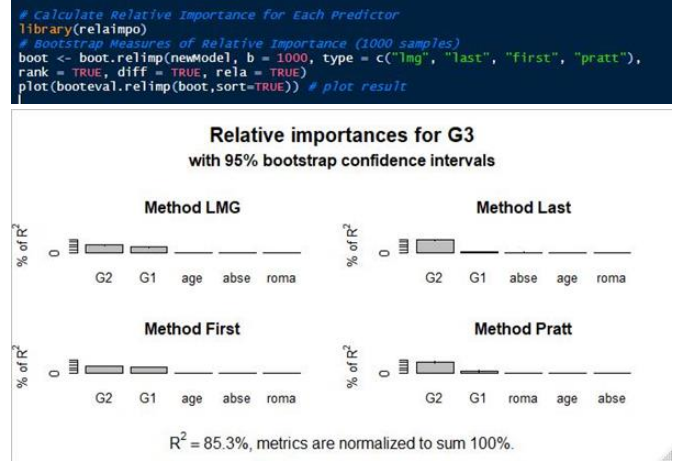 # Calculate Relative Importance for Each Predictor
library(relaimpo)
# Bootstrap Measures of Relative Importance (1000 samples)
boot <- boot.relimp(newModel, b = 1000, type = c("lmg", "last", "first", "pratt"),
rank = TRUE, diff = TRUE, rela = TRUE)
plot(booteval.relimp(boot,sort=TRUE)) # plot result
Relative importances for G3
with 95% bootstrap confidence intervals
Method LMG
% of R²
0
G2 G1 age abse roma
Method Last
% of R²
0
G2 G1 abse age roma
Method First
% of R²
0
G2 G1 age abse roma
Method Pratt
% of R²
0
G2 G1 roma age abse
R² = 85.3%, metrics are normalized to sum 100%.